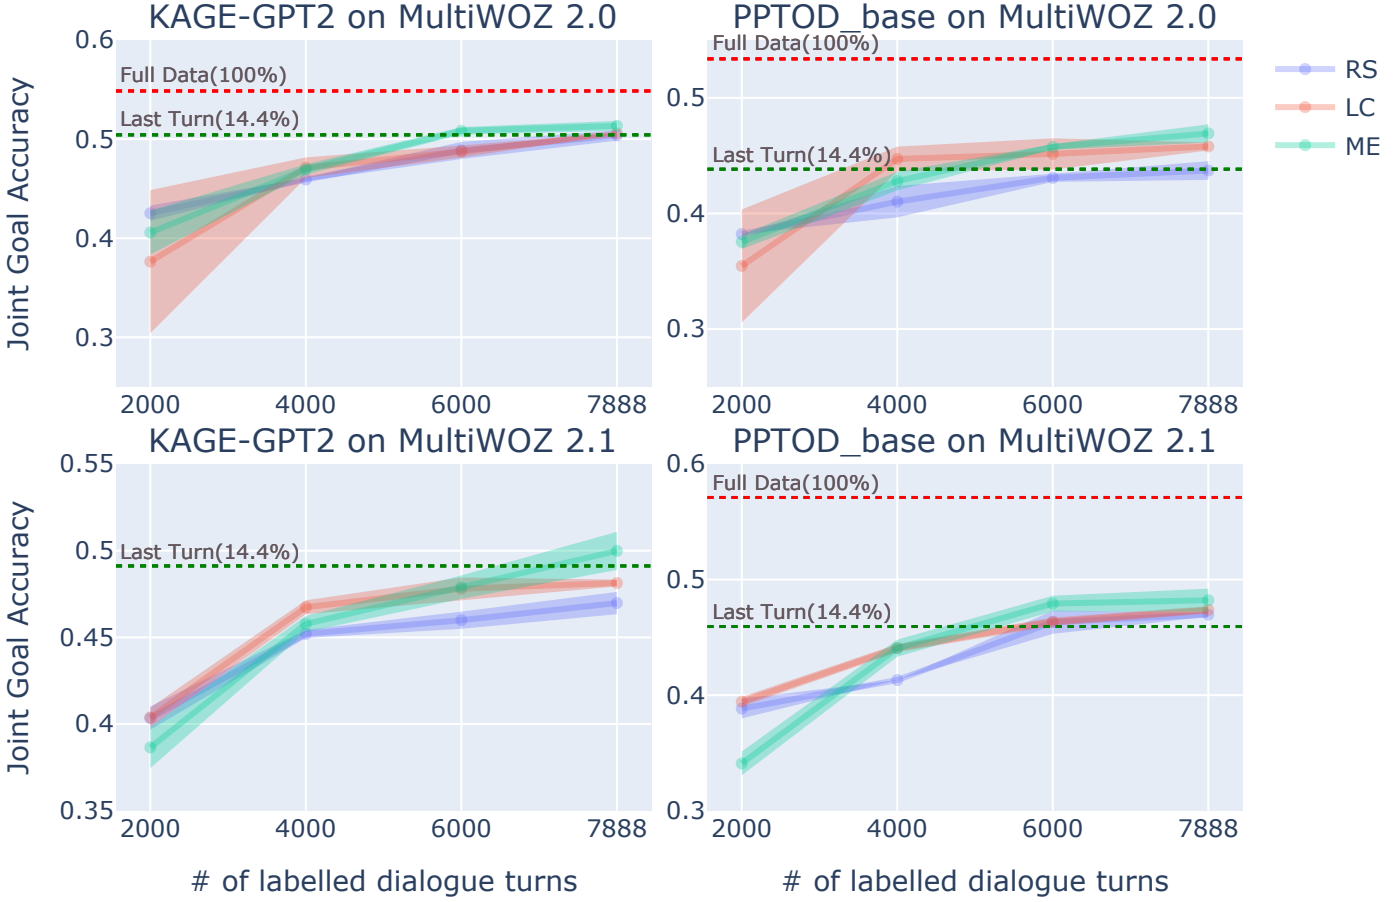 KAGE-GPT2 on MultiWOZ 2.0
PPTOD_base on MultiWOZ 2.0
Joint Goal Accuracy
0.6
0.5
0.4
0.3
Full Data(100%)
Last Turn(14.4%)
2000 4000 6000 7888
0.5
0.4
0.3
Full Data(100%)
Last Turn(14.4%)
2000 4000 6000 7888
RS
LC
ME
KAGE-GPT2 on MultiWOZ 2.1
PPTOD_base on MultiWOZ 2.1
Joint Goal Accuracy
0.55
0.5
0.45
0.4
0.35
Last Turn(14.4%)
2000 4000 6000 7888
# of labelled dialogue turns
0.6
0.5
0.4
0.3
Full Data(100%)
Last Turn(14.4%)
2000 4000 6000 7888
# of labelled dialogue turns